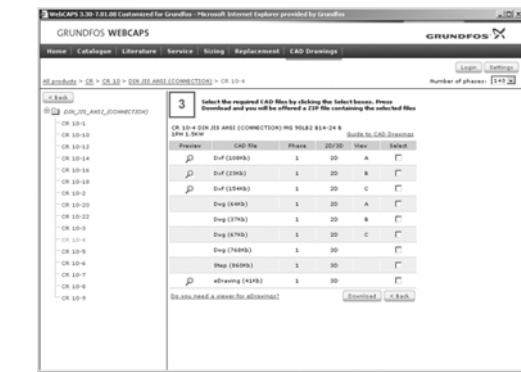 WebCAPS 3.30-7.01.08 Customized for Grundfos - Microsoft Internet Explorer provided by Grundfos
GRUNDFOS WEBCAPS
GRUNDFOS
Home Catalogue Literature Service Sizing Replacement CAD Drawings
Login Settings
All products > CR > CR 10 > DIN JIS ANSI (CONNECTION) > CR 10-4
Number of phases:
< Back
DIN_JIS_ANSI_(CONNECTION)
CR 10-1
CR 10-10
CR 10-12
CR 10-14
CR 10-16
CR 10-18
CR 10-2
CR 10-20
CR 10-22
CR 10-3
CR 10-4
CR 10-5
CR 10-6
CR 10-7
CR 10-8
CR 10-9
3
Select the required CAD files by clicking the Select boxes. Press
Download and you will be offered a ZIP file containing the selected files
CR 10-4 DIN JIS ANSI (CONNECTION) MG 90LB2 B14-24 B
1PH 1.5KW
Guide to CAD Drawings
Preview CAD file Phase 2D/3D View Select
Dxf (108Kb) 1 2D A
Dxf (23Kb) 1 2D B
Dxf (154Kb) 1 2D C
Dwg (64Kb) 1 2D A
Dwg (37Kb) 1 2D B
Dwg (67Kb) 1 2D C
Dwg (768Kb) 1 3D
Step (860Kb) 1 3D
eDrawing (41Kb) 1 3D
Do you need a viewer for eDrawings?
Download < Back